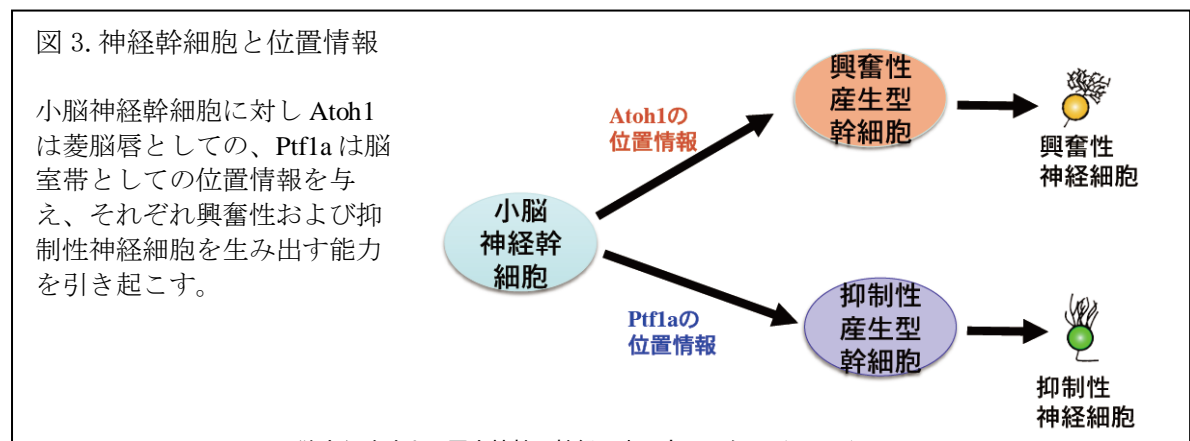 図 3. 神経幹細胞と位置情報
小脳神経幹細胞に対し Atoh1
は菱脳唇としての、Ptf1a は脳
室帯としての位置情報を与
え、それぞれ興奮性および抑
制性神経細胞を生み出す能力
を引き起こす。
小脳
神経幹
細胞
Atoh1の
位置情報
興奮性
産生型
幹細胞
興奮性
神経細胞
Ptf1aの
位置情報
抑制性
産生型
幹細胞
抑制性
神経細胞